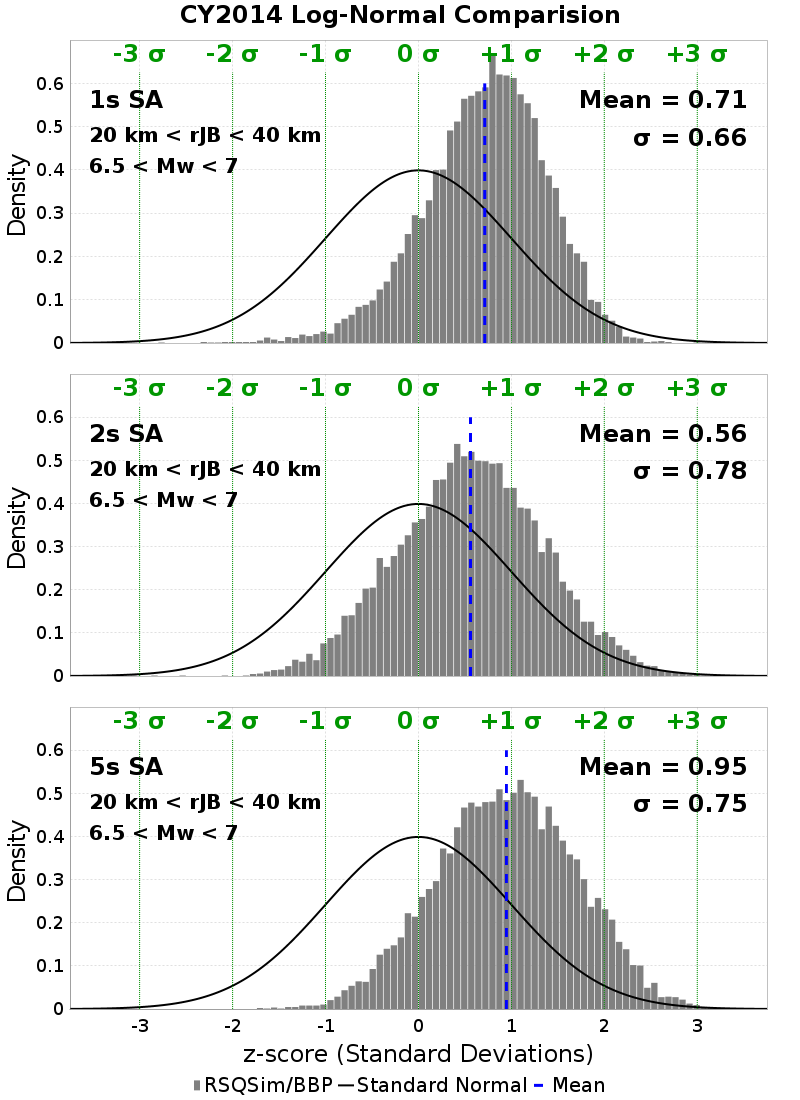 CY2014 Log-Normal Comparision
-3 σ -2 σ -1 σ 0 σ +1 σ +2 σ +3 σ
1s SA
20 km < rJB < 40 km
6.5 < Mw < 7
Mean = 0.71
σ = 0.66
Density
0.6
0.5
0.4
0.3
0.2
0.1
0
-3 σ -2 σ -1 σ 0 σ +1 σ +2 σ +3 σ
2s SA
20 km < rJB < 40 km
6.5 < Mw < 7
Mean = 0.56
σ = 0.78
Density
0.6
0.5
0.4
0.3
0.2
0.1
0
-3 σ -2 σ -1 σ 0 σ +1 σ +2 σ +3 σ
5s SA
20 km < rJB < 40 km
6.5 < Mw < 7
Mean = 0.95
σ = 0.75
Density
0.6
0.5
0.4
0.3
0.2
0.1
0
-3 -2 -1 0 1 2 3
z-score (Standard Deviations)
RSQSim/BBP Standard Normal Mean